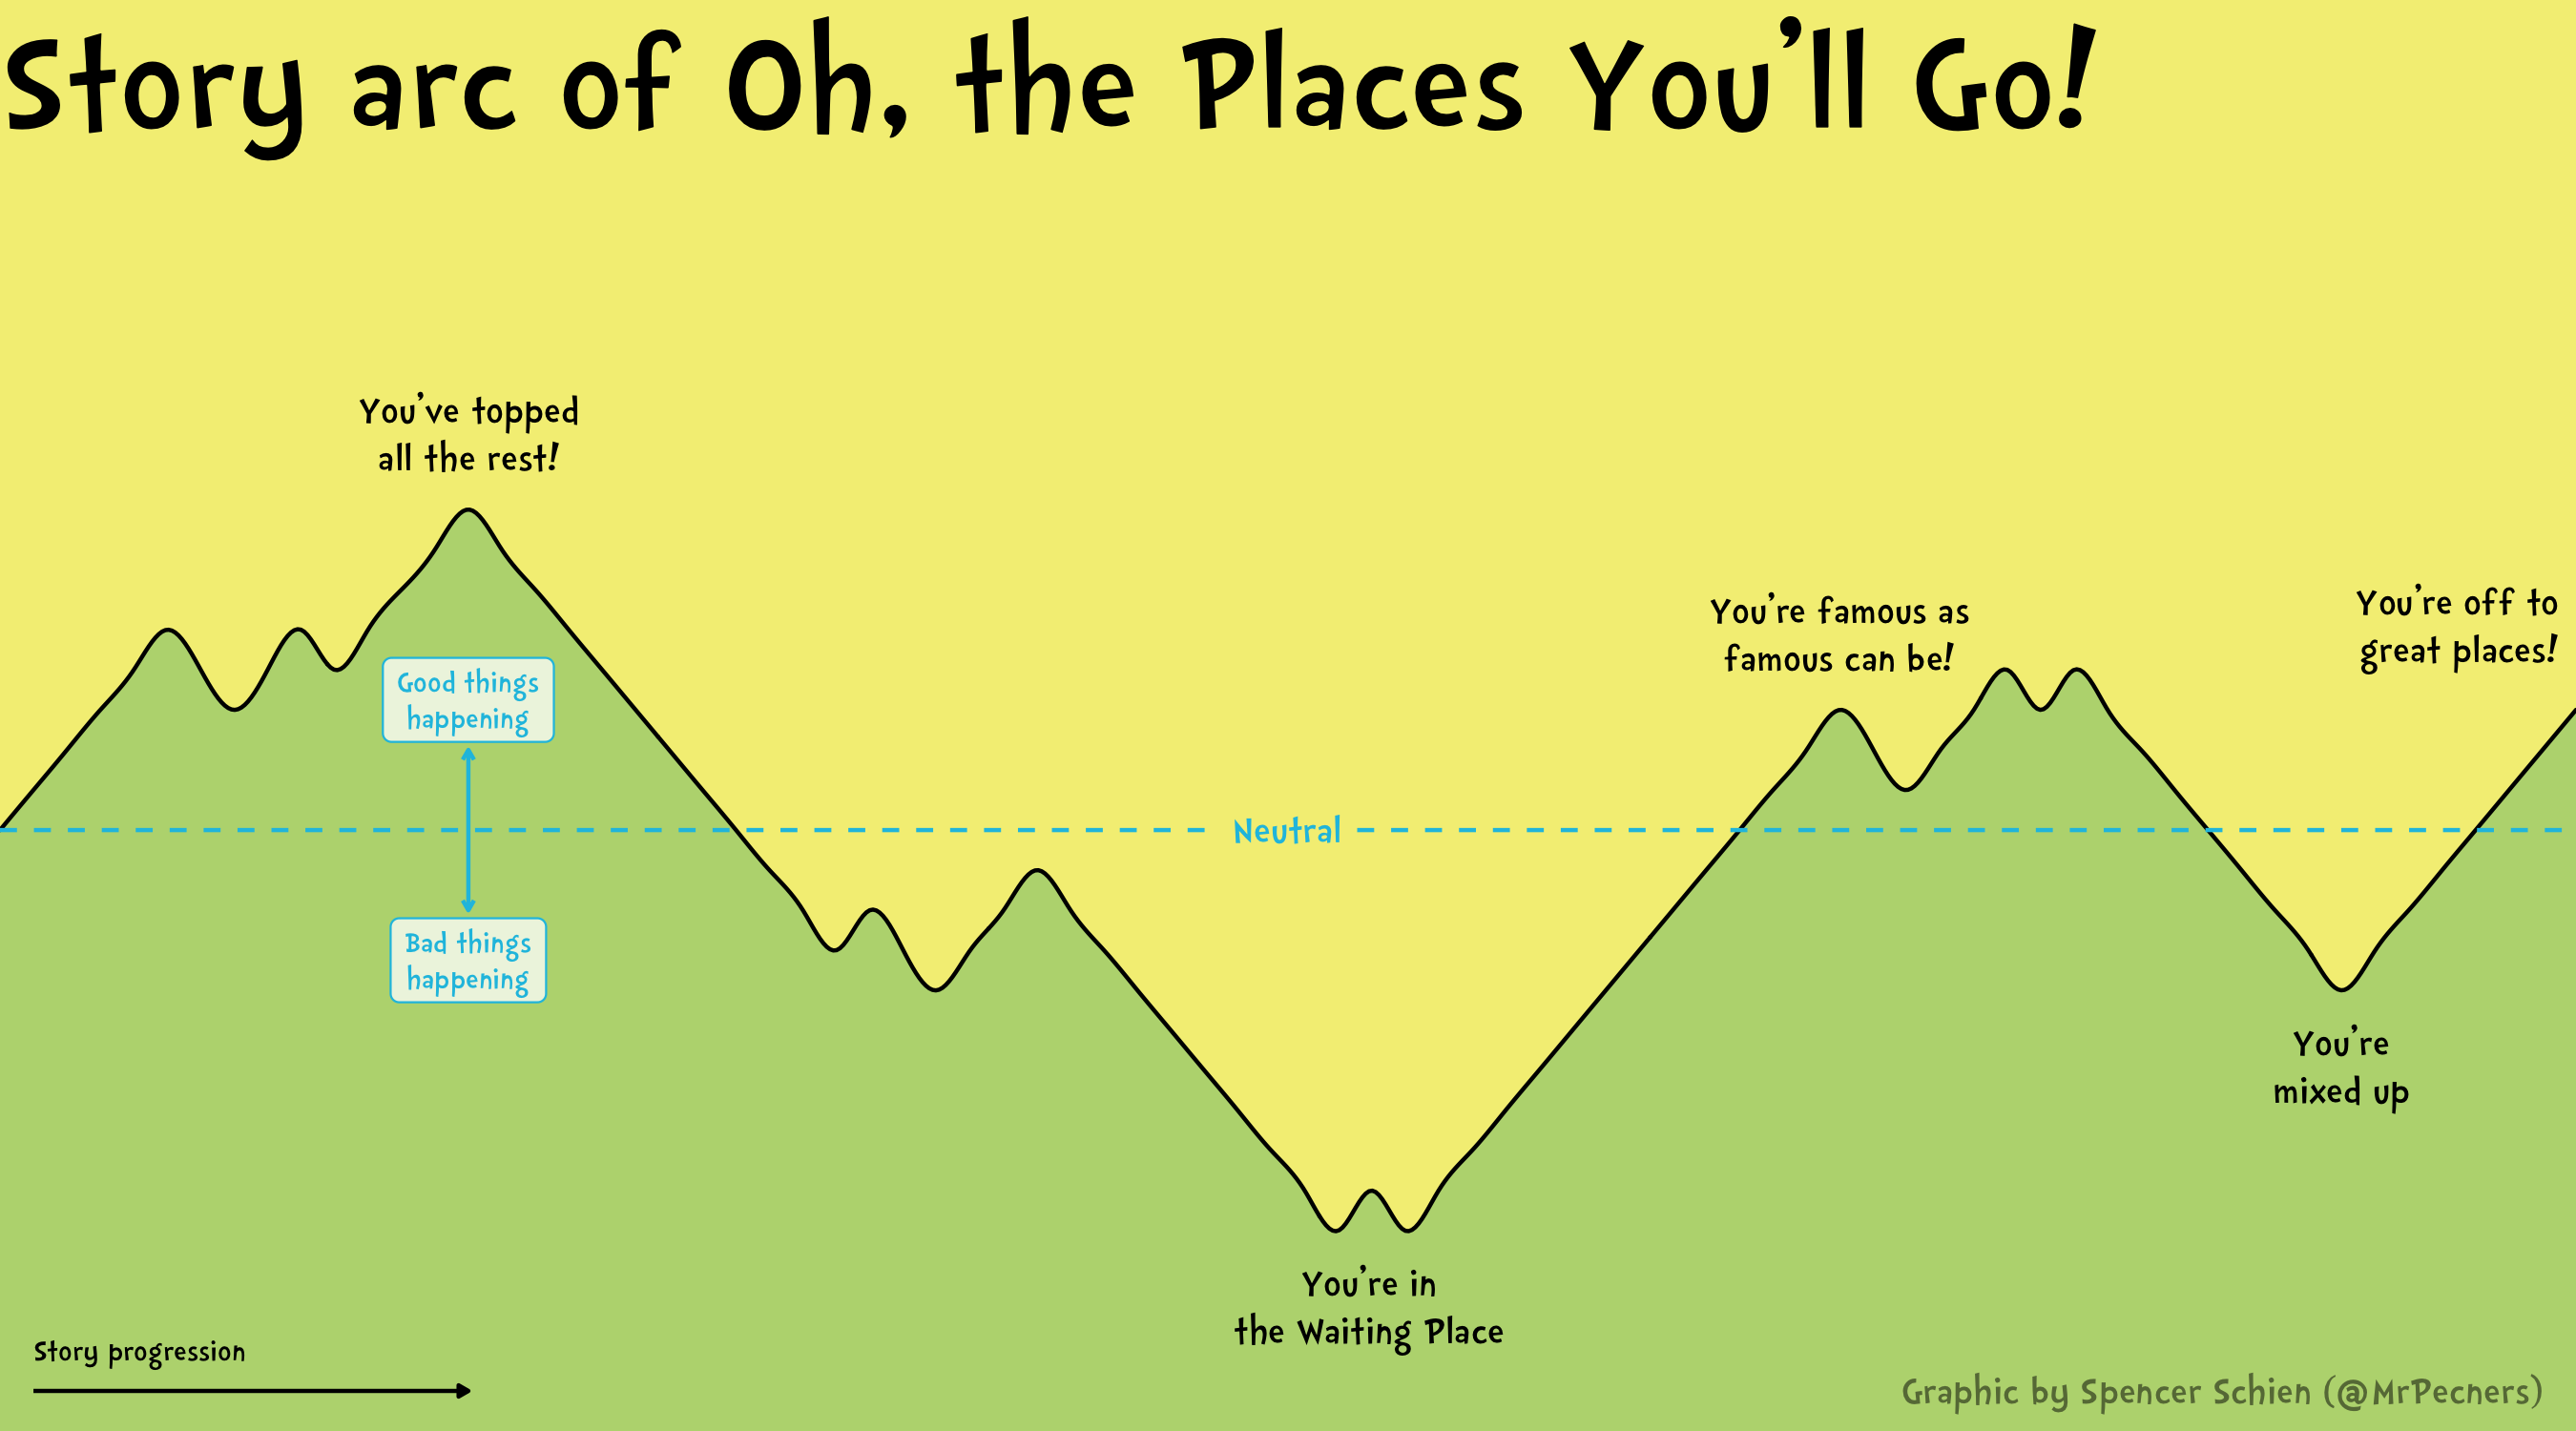 Story arc of Oh, the Places You’ll Go!
You’ve topped
all the rest!
Good things
happening
Bad things
happening
Neutral
You’re in
the Waiting Place
You’re famous as
famous can be!
You’re off to
great places!
You’re
mixed up
Story progression
Graphic by Spencer Schien (@MrPecners)